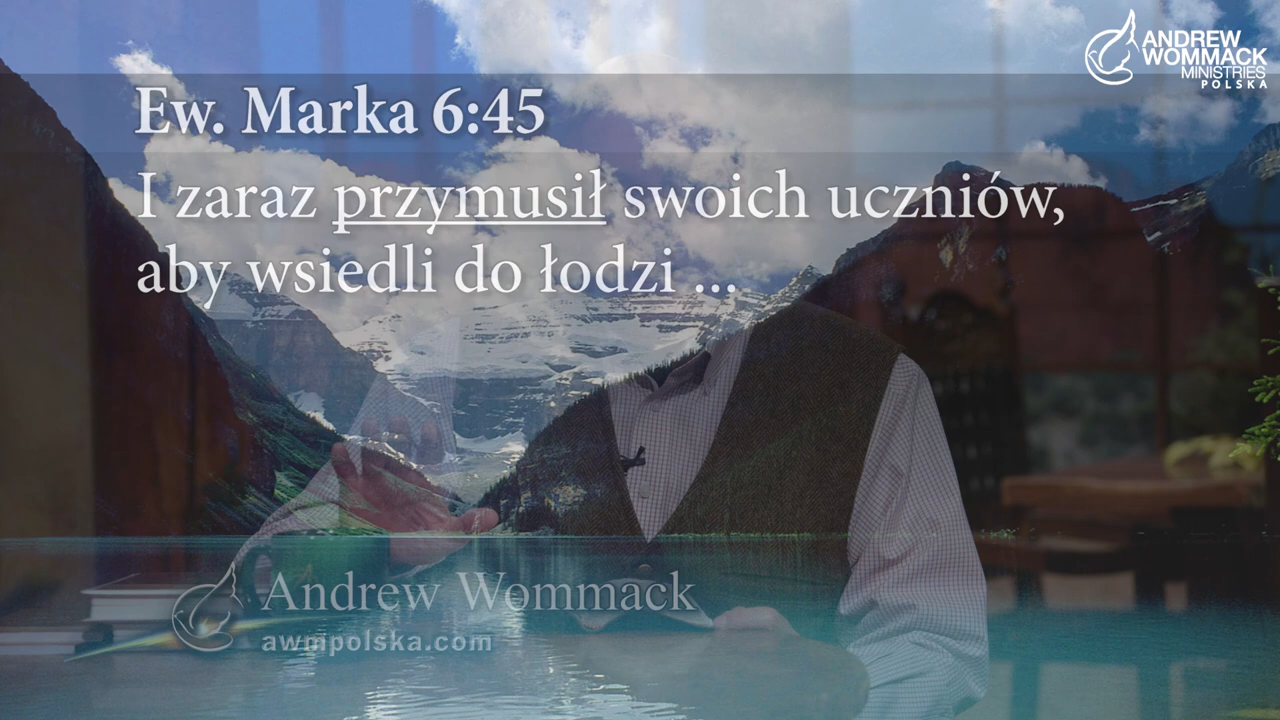 ANDREW
WOMMACK
MINISTRIES
POLSKA
Ew. Marka 6:45
I zaraz przymusił swoich uczniów,
aby wsiedli do łodzi ...
Andrew Wommack
awmpolska.com